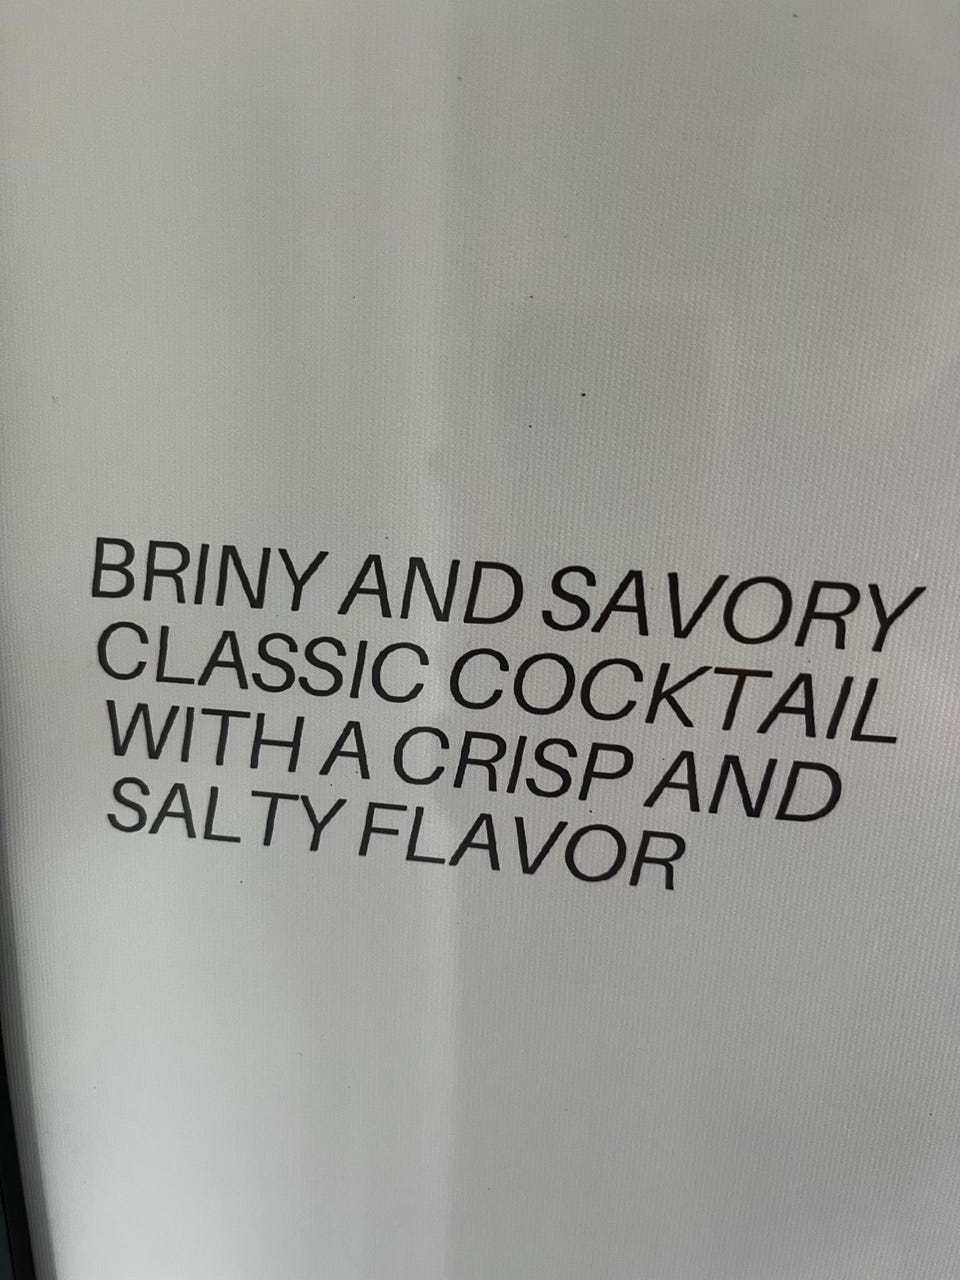 BRINY AND SAVORY
CLASSIC COCKTAIL
WITH A CRISP AND
SALTY FLAVOR